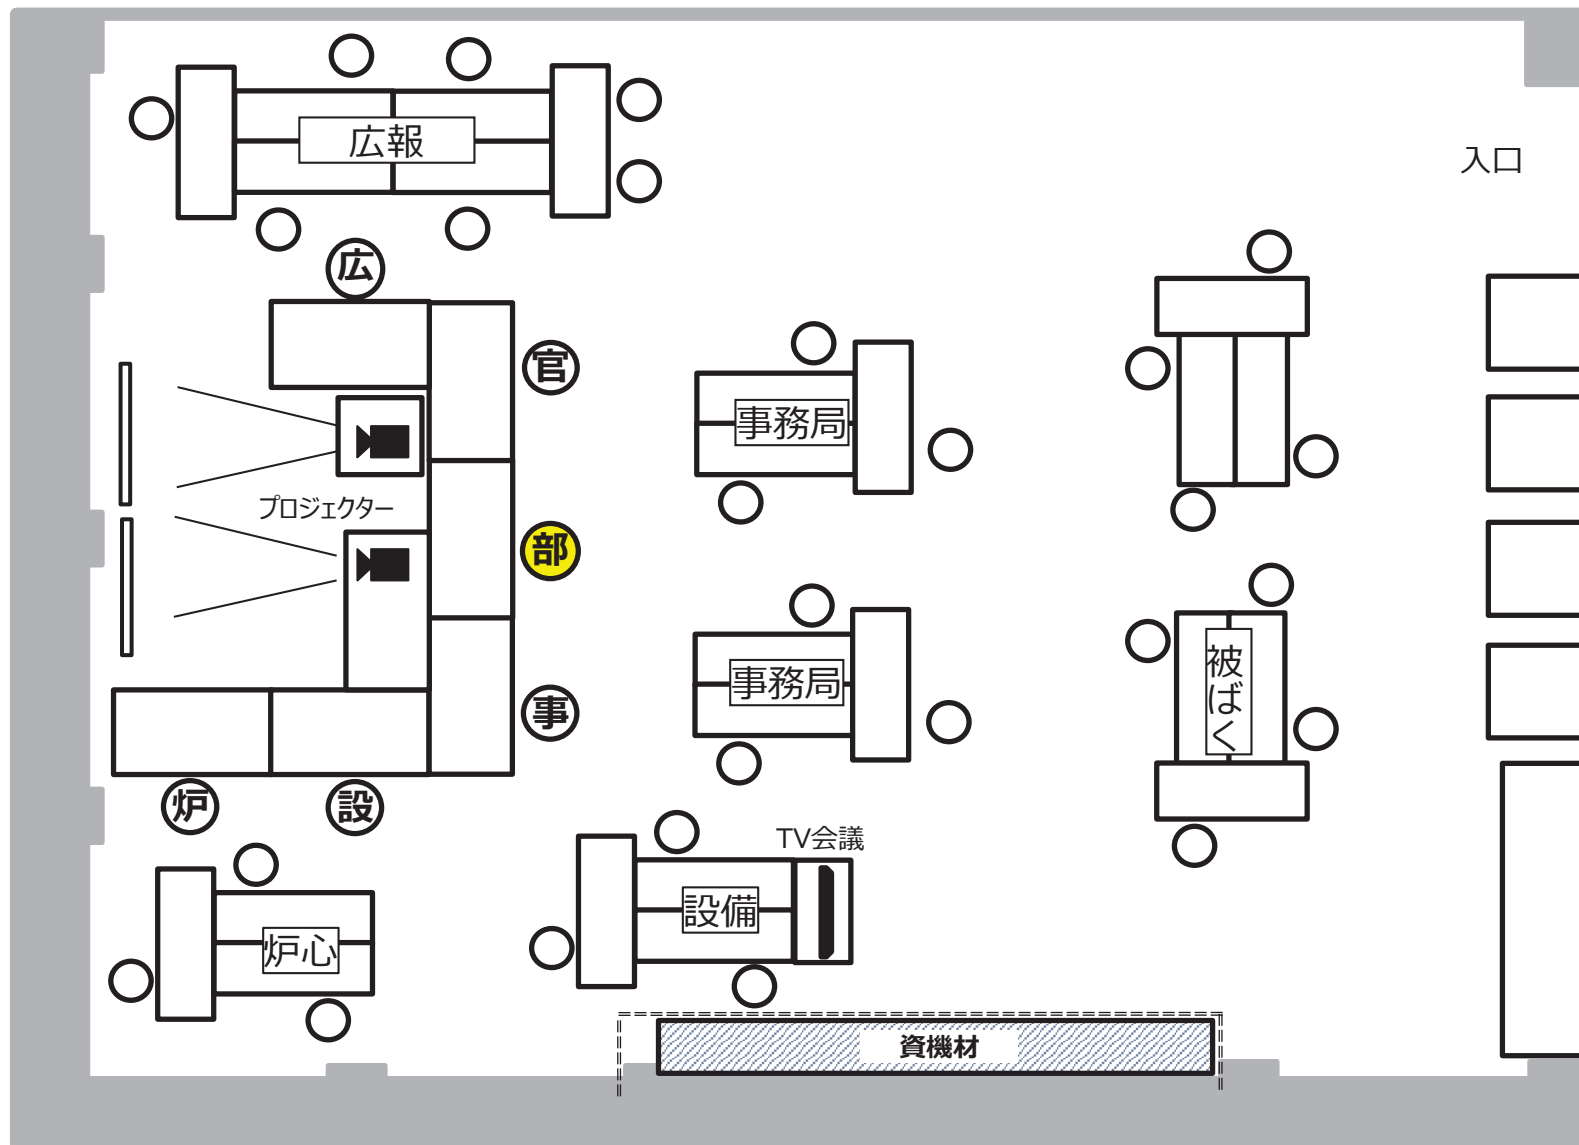 広報
入口
広
官
事務局
プロジェクター
部
事務局
被ばく
事
炉
設
TV会議
設備
炉心
資機材